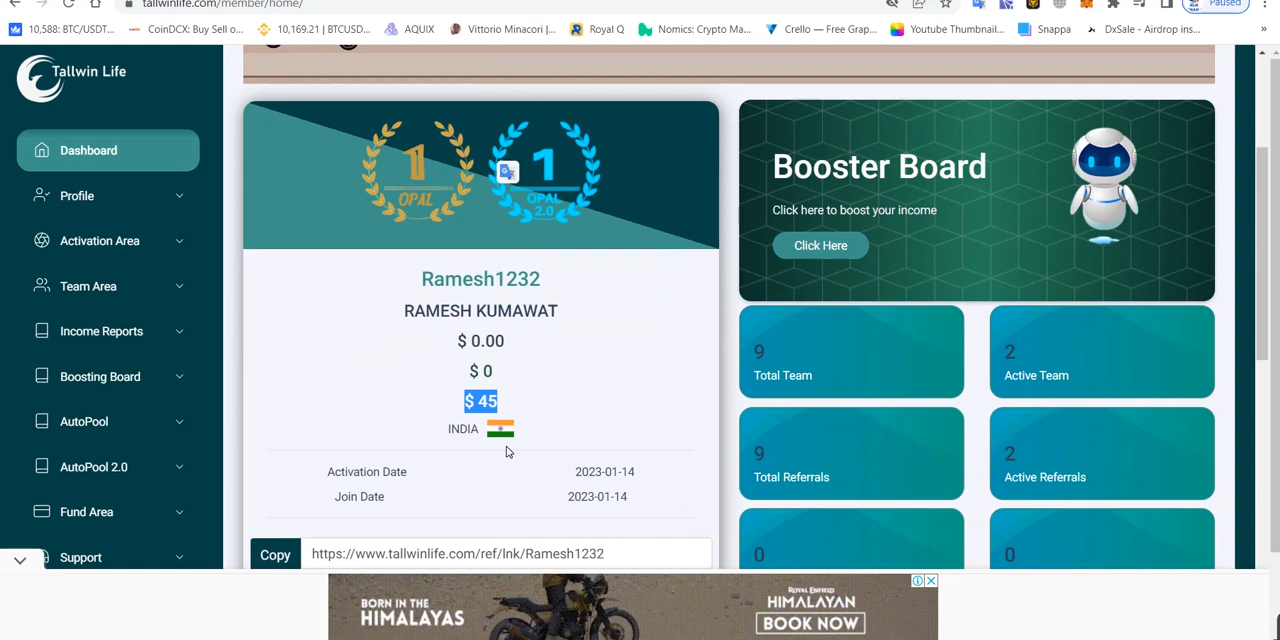 tallwinlife.com/member/home/
Paused
10,588: BTC/USDT...
CoinDCX: Buy Sell o...
10,169.21 | BTCUSD...
AQUIX
Vittorio Minacori |...
Royal Q
Nomics: Crypto Ma...
Crello — Free Grap...
Youtube Thumbnail...
Snappa
DxSale - Airdrop ins...
»
Tallwin Life
Dashboard
Profile
Activation Area
Team Area
Income Reports
Boosting Board
AutoPool
AutoPool 2.0
Fund Area
Support
1
OPAL
1
OPAL
2.0
Ramesh1232
RAMESH KUMAWAT
$ 0.00
$ 0
$ 45
INDIA
Activation Date 2023-01-14
Join Date 2023-01-14
Copy https://www.tallwinlife.com/ref/lnk/Ramesh1232
Booster Board
Click here to boost your income
Click Here
9
Total Team
2
Active Team
9
Total Referrals
2
Active Referrals
0
0
BORN IN THE
HIMALAYAS
ROYAL ENFIELD
HIMALAYAN
BOOK NOW